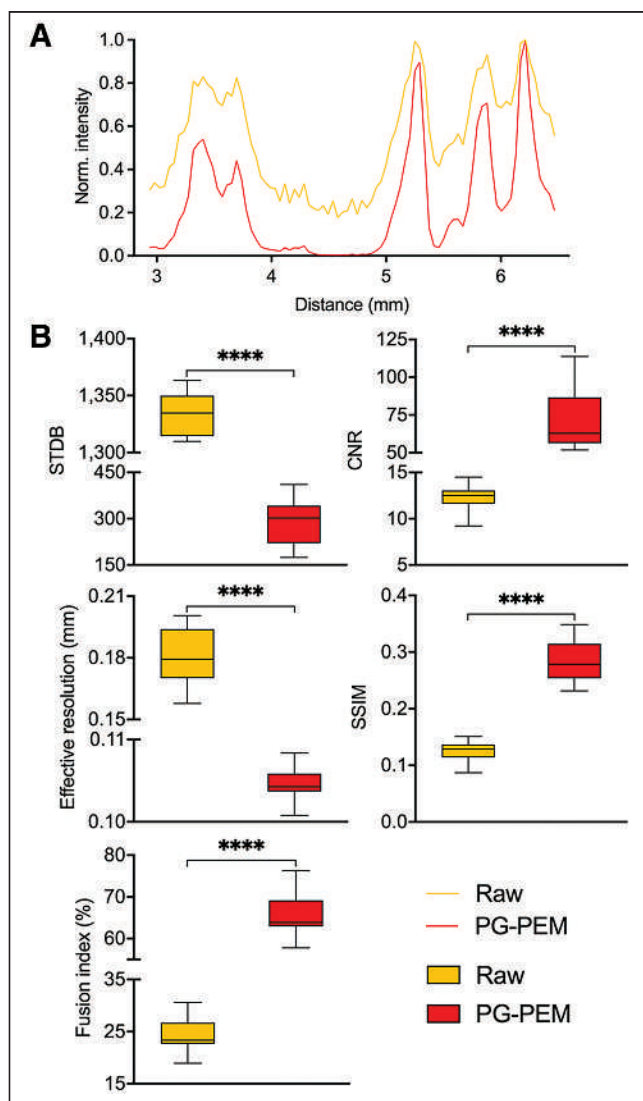 A
Norm. intensity
1.0
0.8
0.6
0.4
0.2
0.0
3 4 5 6
Distance (mm)
B
STDB
1,400
1,350
1,300
450
300
150
****
CNR
125
100
75
50
15
10
5
****
Effective resolution (mm)
0.21
0.18
0.15
0.11
0.10
****
SSIM
0.4
0.3
0.2
0.1
0.0
****
Fusion index (%)
80
70
60
35
25
15
****
Raw
PG-PEM
Raw
PG-PEM